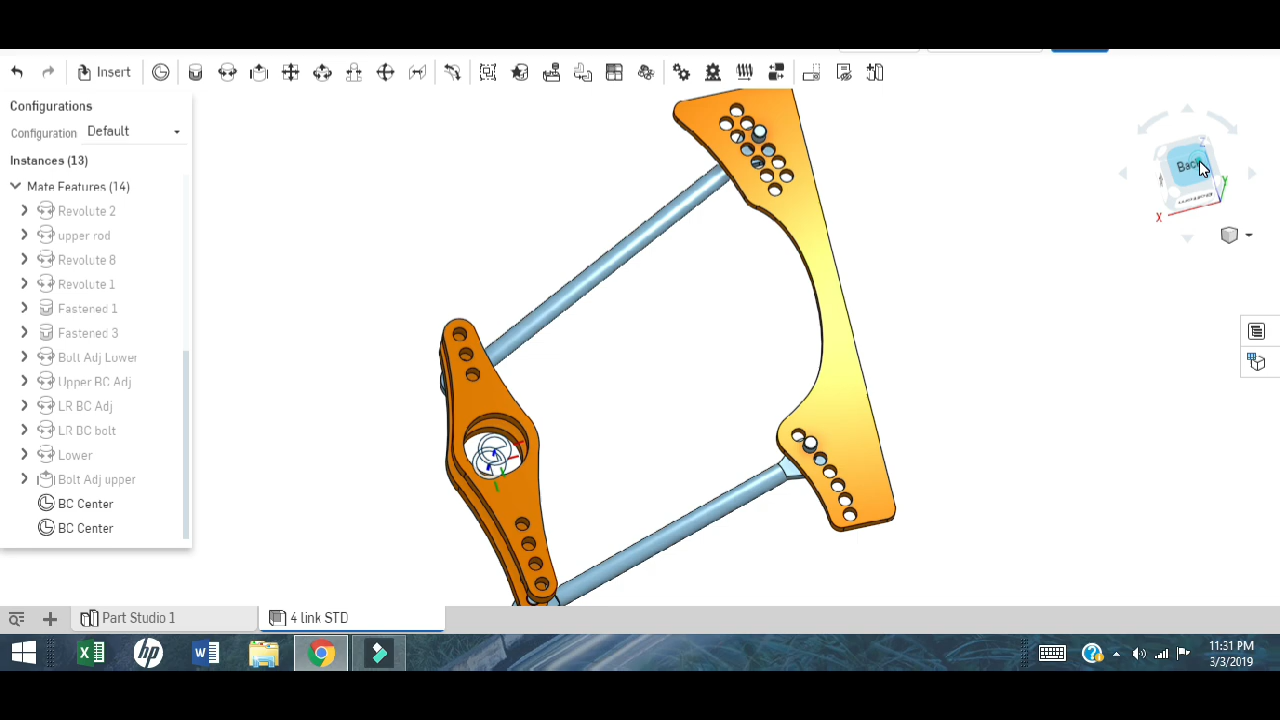 Insert
Configurations
Configuration Default
Instances (13)
Mate Features (14)
Revolute 2
upper rod
Revolute 8
Revolute 1
Fastened 1
Fastened 3
Bolt Adj Lower
Upper BC Adj
LR BC Adj
LR BC bolt
Lower
Bolt Adj upper
BC Center
BC Center
Back
Z
Y
X
Part Studio 1
4 link STD
11:31 PM
3/3/2019